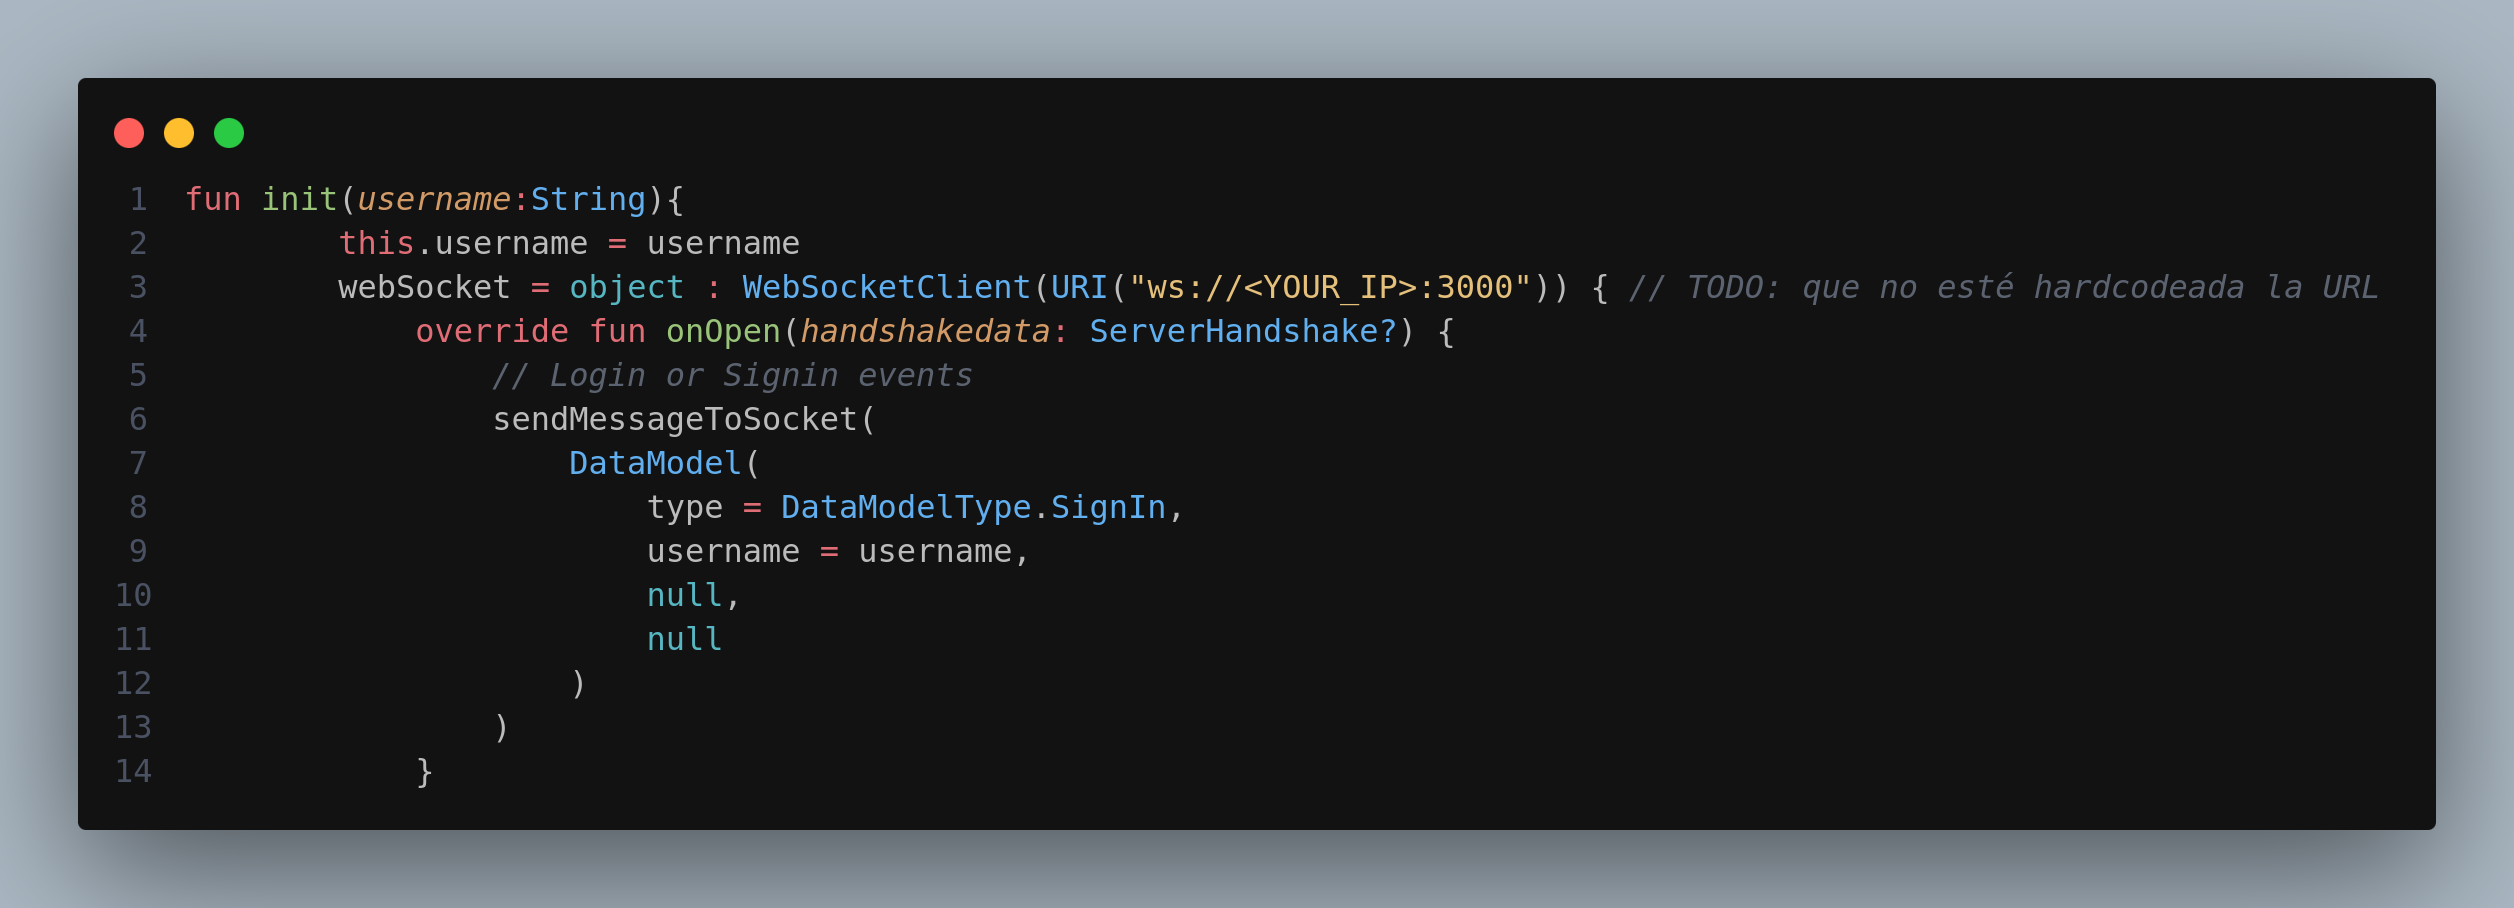 1 fun init(username:String){
2 this.username = username
3 webSocket = object : WebSocketClient(URI("ws://<YOUR_IP>:3000")) { // TODO: que no esté hardcodeada la URL
4 override fun onOpen(handshakedata: ServerHandshake?) {
5 // Login or Signin events
6 sendMessageToSocket(
7 DataModel(
8 type = DataModelType.SignIn,
9 username = username,
10 null,
11 null
12 )
13 )
14 }